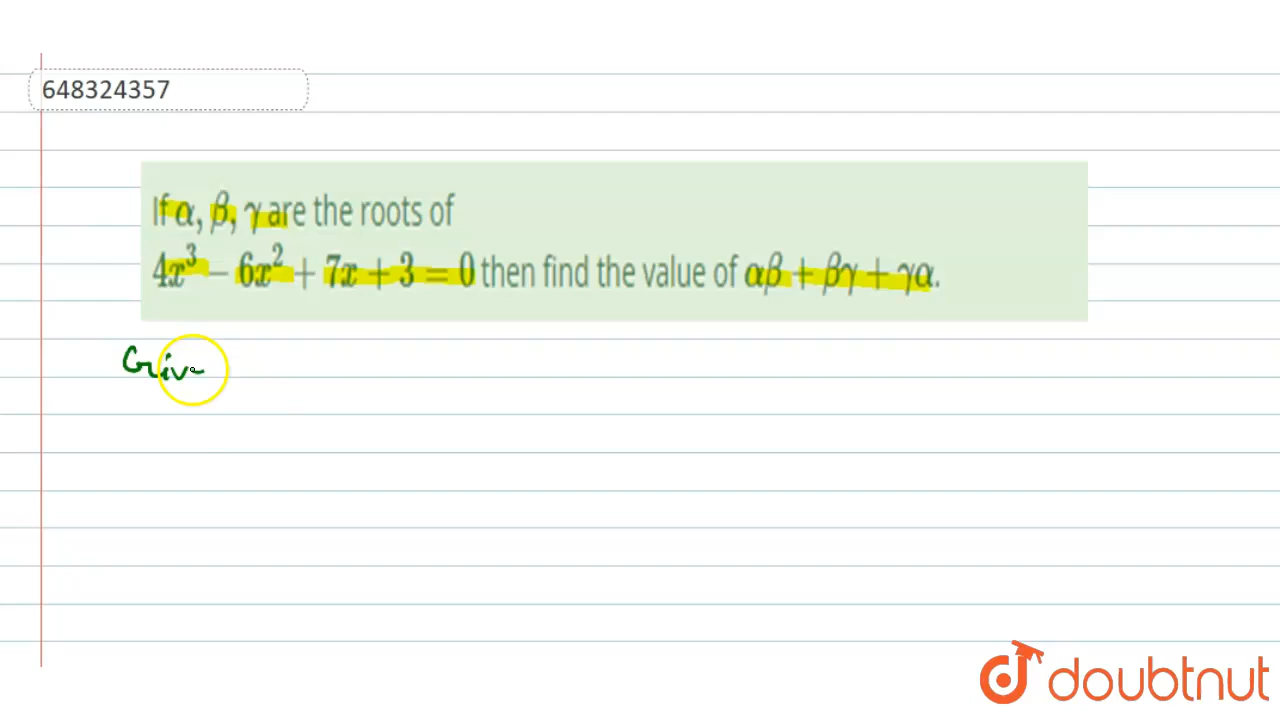 648324357
If α, β, γ are the roots of
4x³ − 6x² + 7x + 3 = 0 then find the value of αβ + βγ + γα.
Give
doubtnut